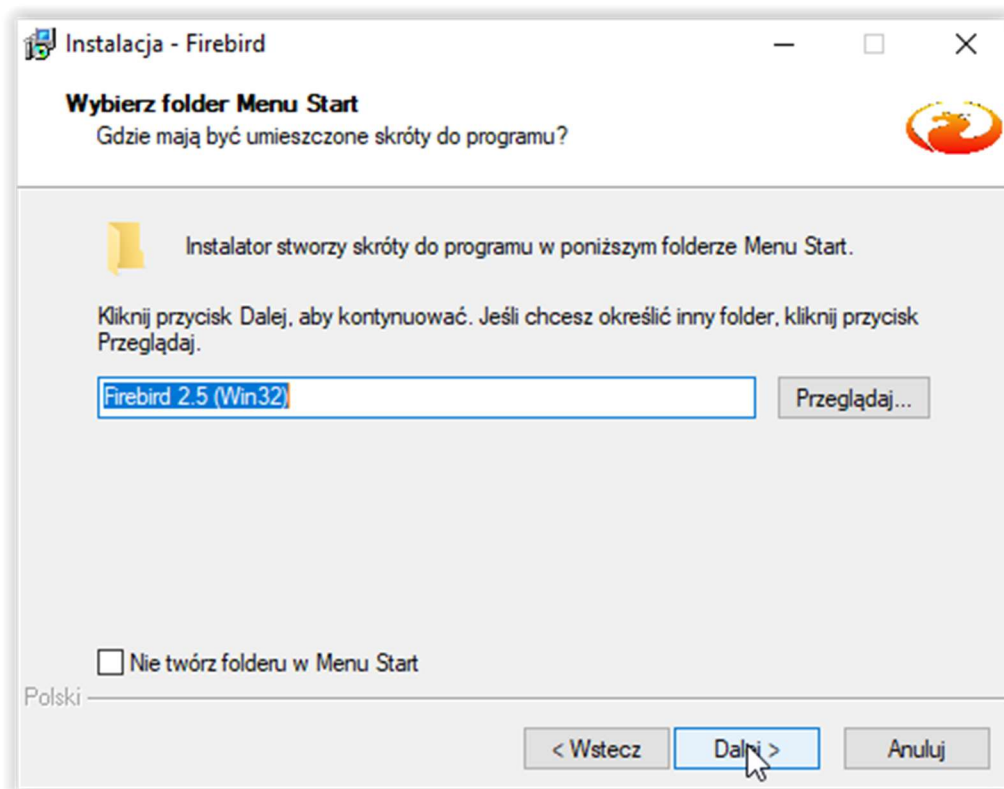 Instalacja - Firebird
Wybierz folder Menu Start
Gdzie mają być umieszczone skróty do programu?
Instalator stworzy skróty do programu w poniższym folderze Menu Start.
Kliknij przycisk Dalej, aby kontynuować. Jeśli chcesz określić inny folder, kliknij przycisk
Przeglądaj.
Firebird 2.5 (Win32)
Przeglądaj...
Nie twórz folderu w Menu Start
Polski
< Wstecz
Dalej >
Anuluj